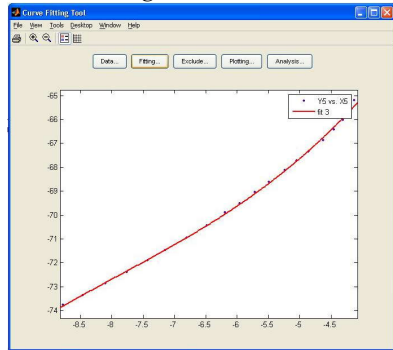 Curve Fitting Tool
File View Tools Desktop Window Help
Data... Fitting... Exclude... Plotting... Analysis...
-65
-66
-67
-68
-69
-70
-71
-72
-73
-74
Y5 vs. X5
fit 3
-8.5 -8 -7.5 -7 -6.5 -6 -5.5 -5 -4.5